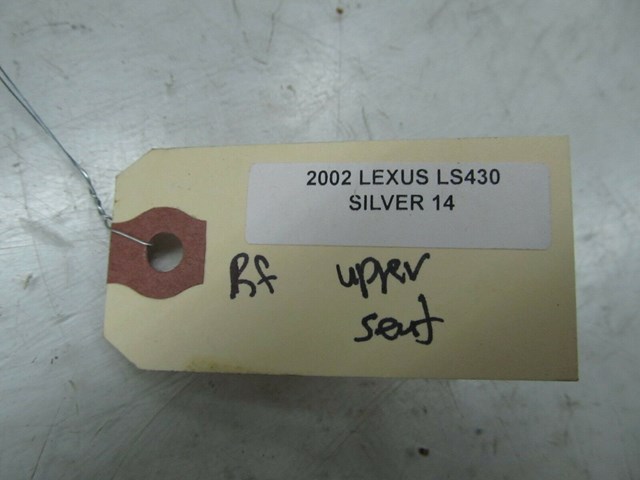 2002 LEXUS LS430
SILVER 14
Rf upper
seat